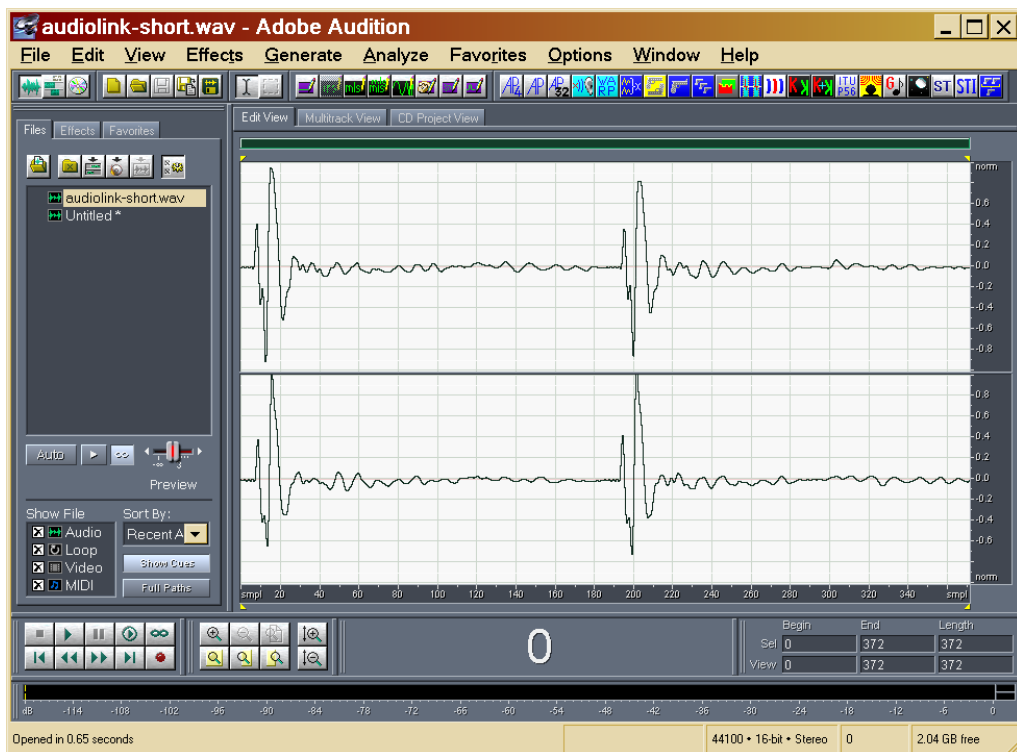 audiolink-short.wav - Adobe Audition
File Edit View Effects Generate Analyze Favorites Options Window Help
ITU P56 ST STI
Files Effects Favorites
Edit View Multitrack View CD Project View
audiolink-short.wav
Untitled *
norm
-0.6
-0.4
-0.2
-0.0
-0.2
-0.4
-0.6
-0.8
-0.8
-0.6
-0.4
-0.2
-0.0
-0.2
-0.4
-0.6
norm
smpl 20 40 60 80 100 120 140 160 180 200 220 240 260 280 300 320 340 smpl
Auto
Preview
Show File Sort By:
Audio Recent A
Loop
Video Show Cues
MIDI Full Paths
0
Begin End Length
Sel 0 372 372
View 0 372 372
dB -114 -108 -102 -96 -90 -84 -78 -72 -66 -60 -54 -48 -42 -36 -30 -24 -18 -12 -6 0
Opened in 0.65 seconds 44100 • 16-bit • Stereo 0 2.04 GB free